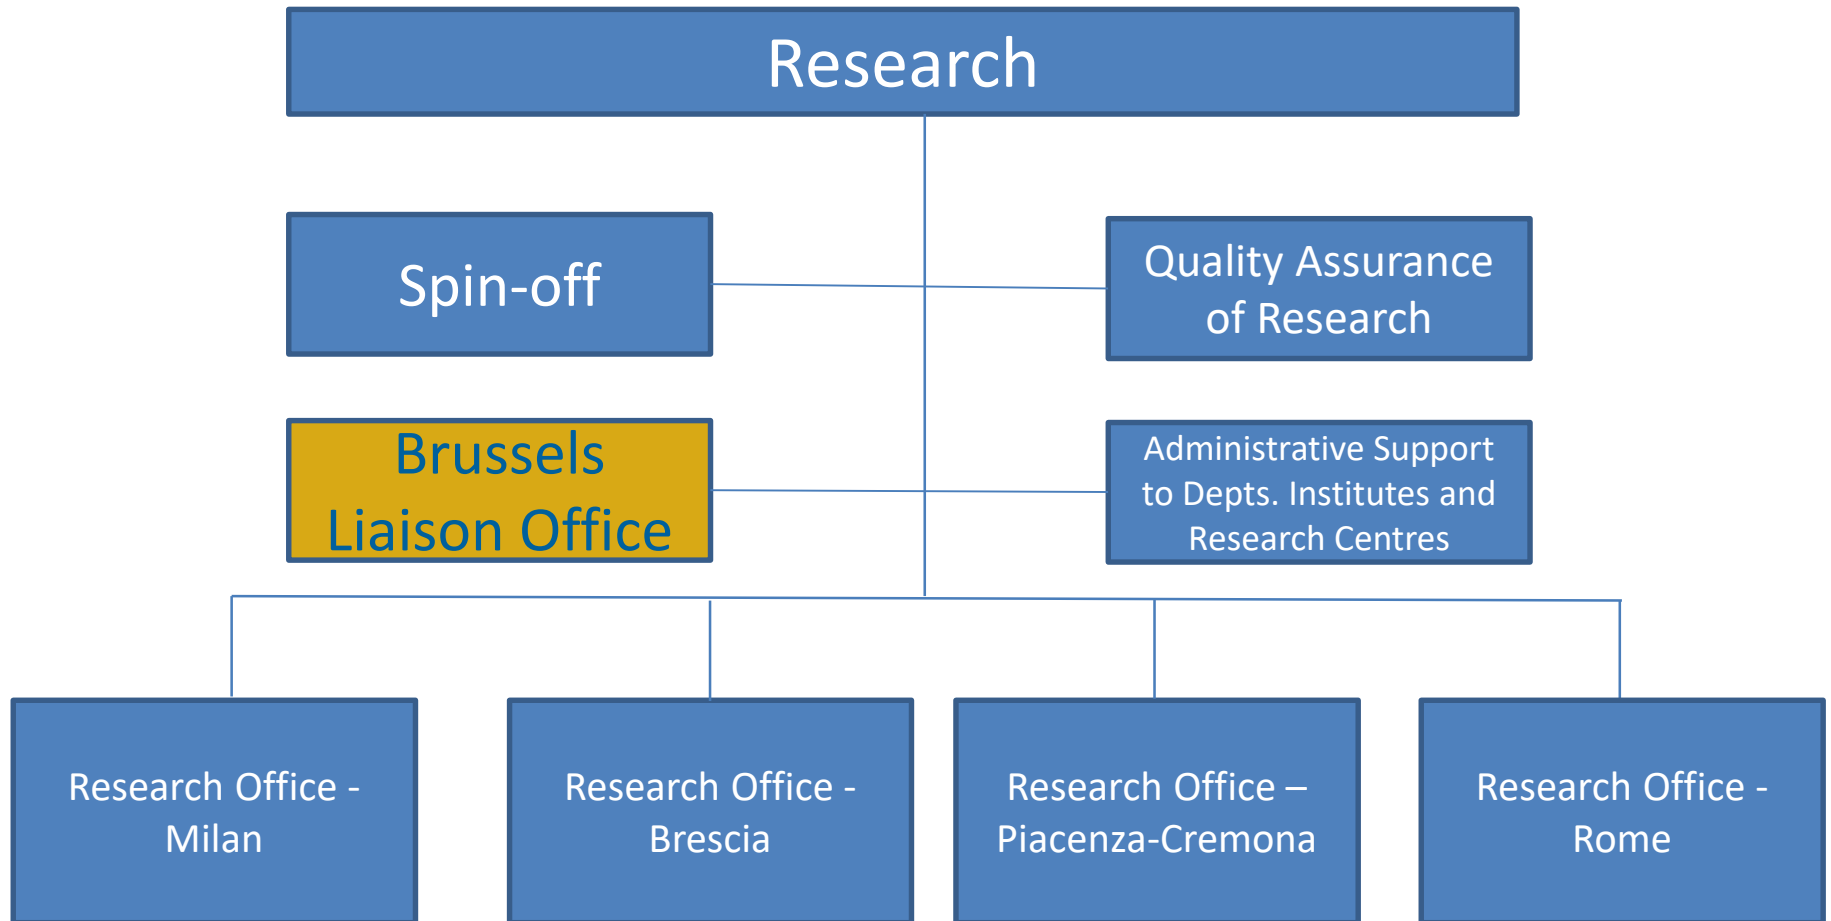 Research
Spin-off
Quality Assurance
of Research
Brussels
Liaison Office
Administrative Support
to Depts. Institutes and
Research Centres
Research Office -
Milan
Research Office -
Brescia
Research Office –
Piacenza-Cremona
Research Office -
Rome